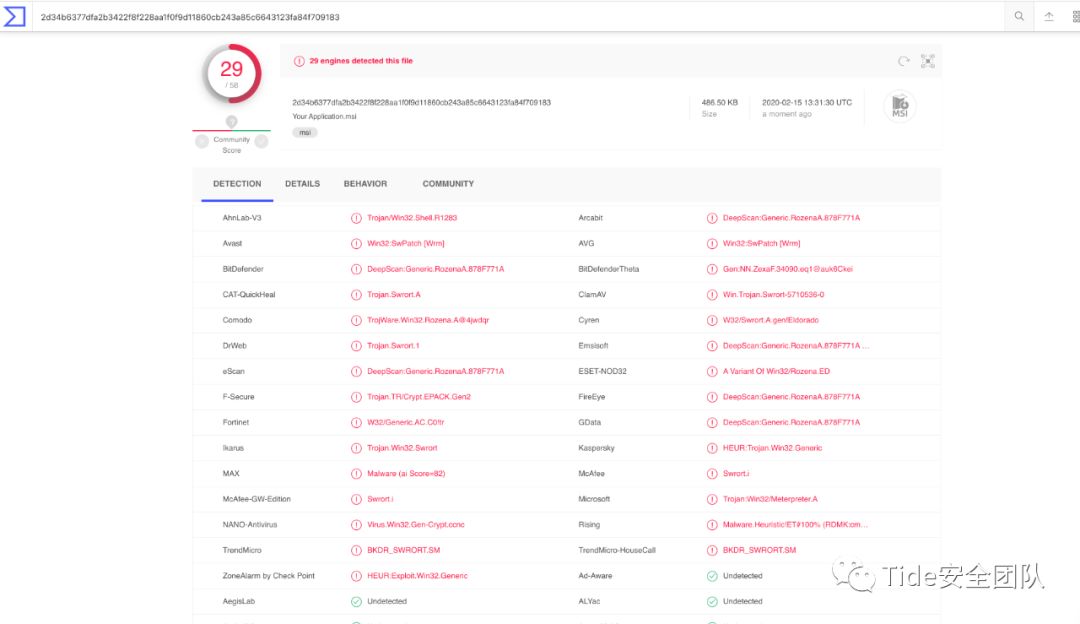 2d34b6377dfa2b3422f8f228aa1f0f9d11860cb243a85c6643123fa84f709183
29
/ 58
?
Community
Score
29 engines detected this file
2d34b6377dfa2b3422f8f228aa1f0f9d11860cb243a85c6643123fa84f709183
Your Application.msi
msi
486.50 KB
Size
2020-02-15 13:31:30 UTC
a moment ago
MSI
DETECTION DETAILS BEHAVIOR COMMUNITY
AhnLab-V3 Trojan/Win32.Shell.R1283 Arcabit DeepScan:Generic.RozenaA.878F771A
Avast Win32:SwPatch [Wrm] AVG Win32:SwPatch [Wrm]
BitDefender DeepScan:Generic.RozenaA.878F771A BitDefenderTheta Gen:NN.ZexaF.34090.eq1@auk6Ckei
CAT-QuickHeal Trojan.Swrort.A ClamAV Win.Trojan.Swrort-5710536-0
Comodo TrojWare.Win32.Rozena.A@4jwdqr Cyren W32/Swrort.A.gen!Eldorado
DrWeb Trojan.Swrort.1 Emsisoft DeepScan:Generic.RozenaA.878F771A ...
eScan DeepScan:Generic.RozenaA.878F771A ESET-NOD32 A Variant Of Win32/Rozena.ED
F-Secure Trojan.TR/Crypt.EPACK.Gen2 FireEye DeepScan:Generic.RozenaA.878F771A
Fortinet W32/Generic.AC.C0!tr GData DeepScan:Generic.RozenaA.878F771A
Ikarus Trojan.Win32.Swrort Kaspersky HEUR:Trojan.Win32.Generic
MAX Malware (ai Score=82) McAfee Swrort.i
McAfee-GW-Edition Swrort.i Microsoft Trojan:Win32/Meterpreter.A
NANO-Antivirus Virus.Win32.Gen-Crypt.ccnc Rising Malware.Heuristic!ET#100% (RDMK:cm...
TrendMicro BKDR_SWRORT.SM TrendMicro-HouseCall BKDR_SWRORT.SM
ZoneAlarm by Check Point HEUR:Exploit.Win32.Generic Ad-Aware Undetected
AegisLab Undetected ALYac Undetected
Tide安全团队